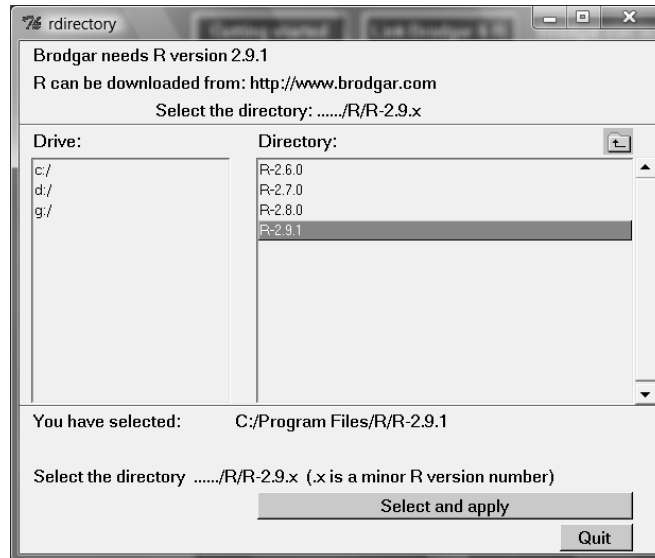 rdirectory
Brodgar needs R version 2.9.1
R can be downloaded from: http://www.brodgar.com
Select the directory: ....../R/R-2.9.x
Drive:
Directory:
c:/
d:/
g:/
R-2.6.0
R-2.7.0
R-2.8.0
R-2.9.1
You have selected: C:/Program Files/R/R-2.9.1
Select the directory ....../R/R-2.9.x (.x is a minor R version number)
Select and apply
Quit